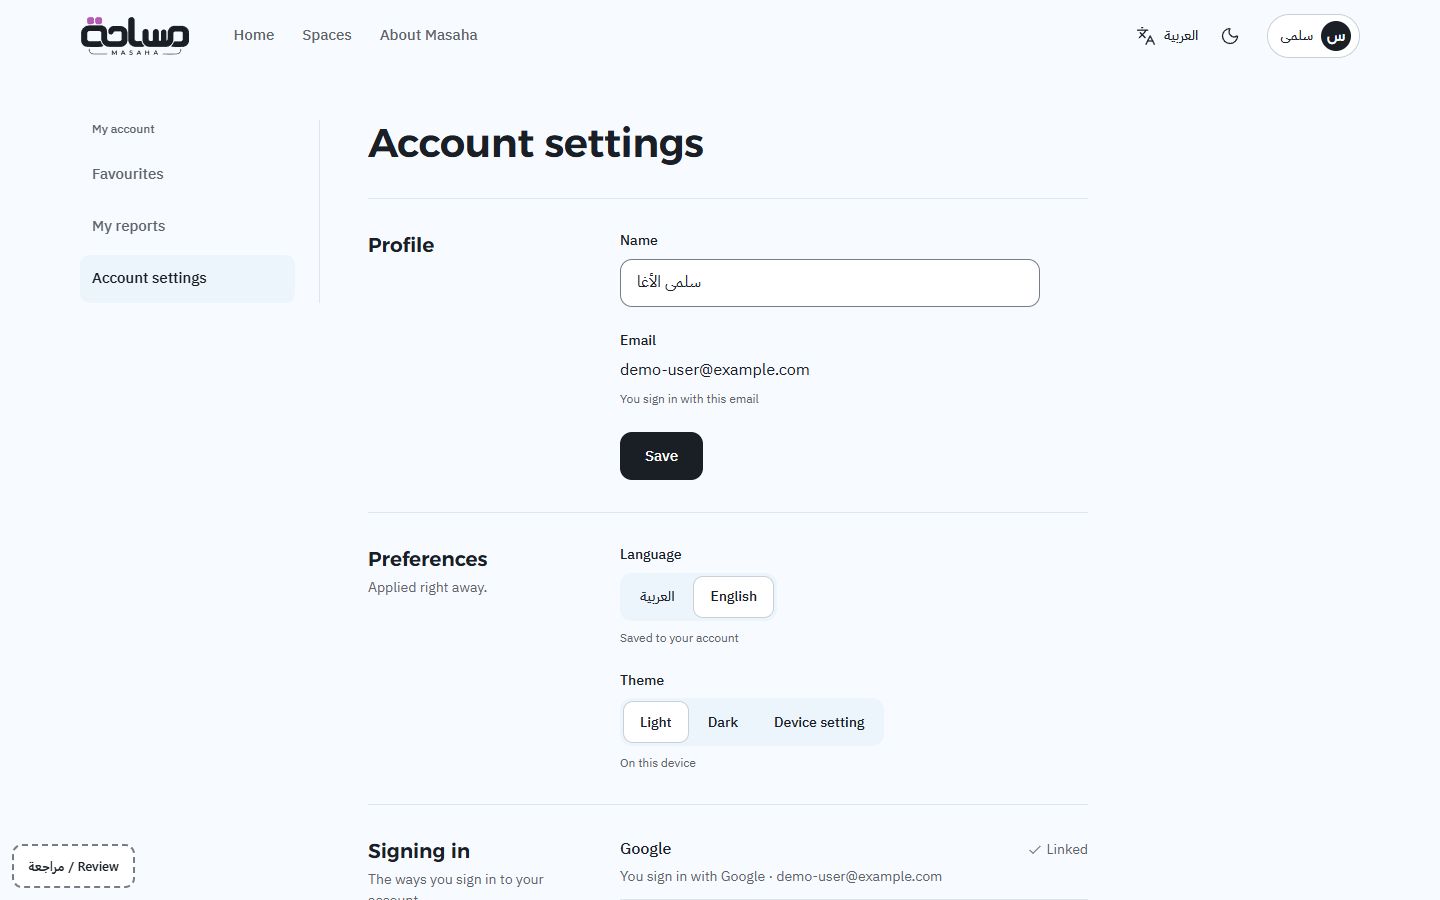 مساحة
MASAHA
Home
Spaces
About Masaha
العربية
سلمى
س
My account
Favourites
My reports
Account settings
Account settings
Profile
Name
سلمى الأغا
Email
demo-user@example.com
You sign in with this email
Save
Preferences
Applied right away.
Language
العربية
English
Saved to your account
Theme
Light
Dark
Device setting
On this device
Signing in
The ways you sign in to your
account
Google
Linked
You sign in with Google · demo-user@example.com
مراجعة / Review